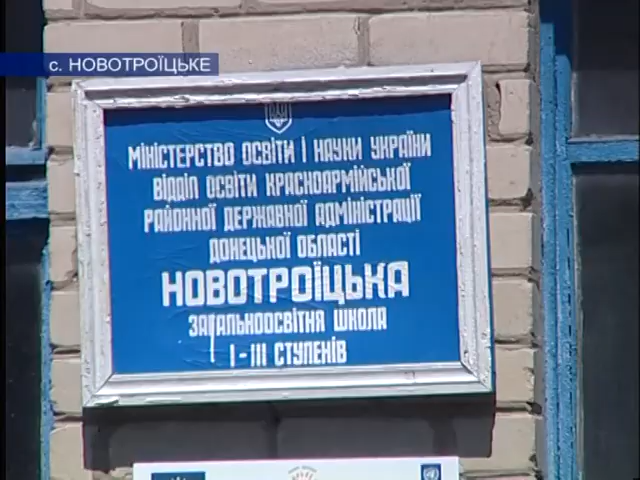 с. НОВОТРОЇЦЬКЕ
МІНІСТЕРСТВО ОСВІТИ І НАУКИ УКРАЇНИ
ВІДДІЛ ОСВІТИ КРАСНОАРМІЙСЬКОЇ
РАЙОННОЇ ДЕРЖАВНОЇ АДМІНІСТРАЦІЇ
ДОНЕЦЬКОЇ ОБЛАСТІ
НОВОТРОЇЦЬКА
ЗАГАЛЬНООСВІТНЯ ШКОЛА
І-ІІІ СТУПЕНІВ